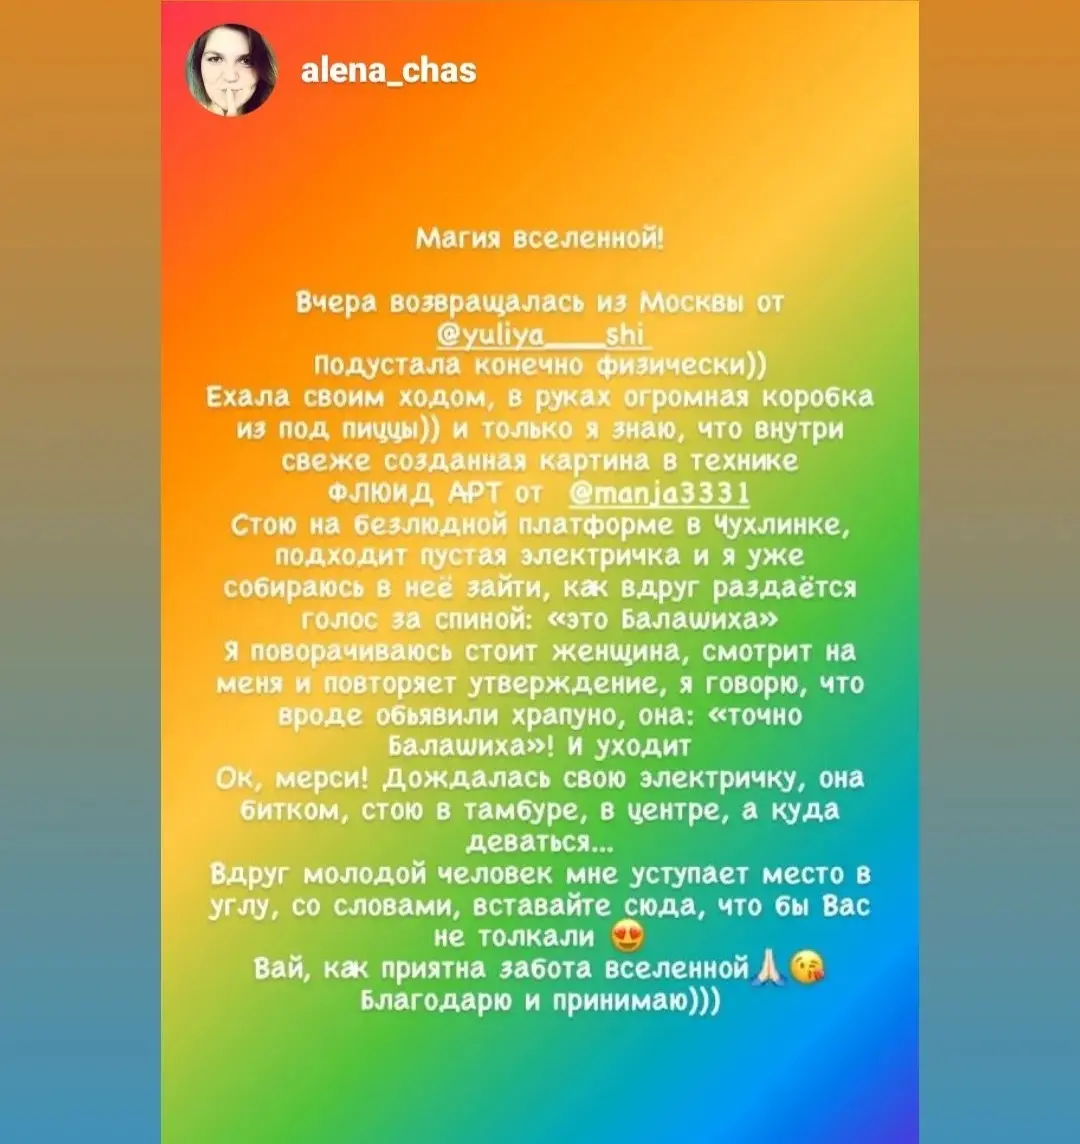 alena_chas
Магия вселенной!
Вчера возвращалась из Москвы от
@yuliya___shi
Подустала конечно физически))
Ехала своим ходом, в руках огромная коробка
из под пиццы)) и только я знаю, что внутри
свеже созданная картина в технике
ФЛЮИД АРТ от @manja3331
Стою на безлюдной платформе в Чухлинке,
подходит пустая электричка и я уже
собираюсь в неё зайти, как вдруг раздаётся
голос за спиной: «это Балашиха»
Я поворачиваюсь стоит женщина, смотрит на
меня и повторяет утверждение, я говорю, что
вроде обьявили храпуно, она: «точно
Балашиха»! И уходит
Ок, мерси! Дождалась свою электричку, она
битком, стою в тамбуре, в центре, а куда
деваться...
Вдруг молодой человек мне уступает место в
углу, со словами, вставайте сюда, что бы Вас
не толкали 😍
Вай, как приятна забота вселенной🙏🏻😘
Благодарю и принимаю)))